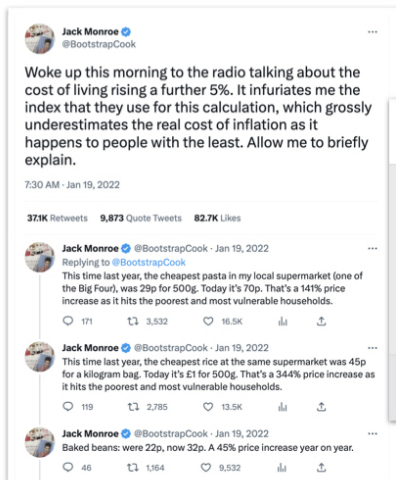 Jack Monroe
@BootstrapCook
Woke up this morning to the radio talking about the
cost of living rising a further 5%. It infuriates me the
index that they use for this calculation, which grossly
underestimates the real cost of inflation as it
happens to people with the least. Allow me to briefly
explain.
7:30 AM · Jan 19, 2022
37.1K Retweets 9,873 Quote Tweets 82.7K Likes
Jack Monroe @BootstrapCook · Jan 19, 2022
Replying to @BootstrapCook
This time last year, the cheapest pasta in my local supermarket (one of
the Big Four), was 29p for 500g. Today it's 70p. That's a 141% price
increase as it hits the poorest and most vulnerable households.
171 3,532 16.5K
Jack Monroe @BootstrapCook · Jan 19, 2022
This time last year, the cheapest rice at the same supermarket was 45p
for a kilogram bag. Today it's £1 for 500g. That's a 344% price increase as
it hits the poorest and most vulnerable households.
119 2,785 13.5K
Jack Monroe @BootstrapCook · Jan 19, 2022
Baked beans: were 22p, now 32p. A 45% price increase year on year.
46 1,164 9,532